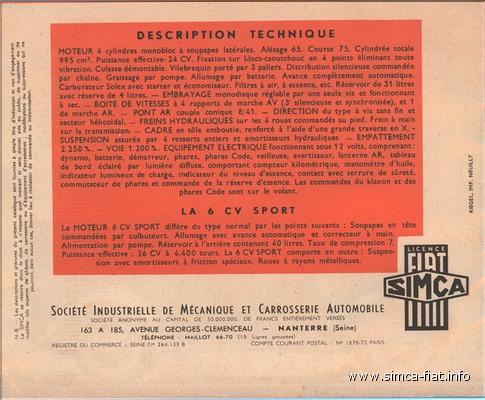 DESCRIPTION TECHNIQUE
MOTEUR 4 cylindres monobloc à soupapes latérales. Alésage 65. Course 75. Cylindrée totale
995 cm³. Puissance effective 24 CV. Fixation sur blocs-caoutchouc en 4 points éliminant toute
vibration. Culasse démontable. Vilebrequin porté par 3 paliers. Distribution silencieuse commandée
par chaîne. Graissage par pompe. Allumage par batterie. Avance complètement automatique.
Carburateur Solex avec starter et économiseur. Filtres à air, à essence, etc. Réservoir de 31 litres
avec réserve de 4 litres. — EMBRAYAGE monodisque réglable par une seule vis et fonctionnant
à sec. — BOITE DE VITESSES à 4 rapports de marche AV (3e silencieuse et synchronisée), et 1
de marche AR. — PONT AR couple conique 8/41. — DIRECTION du type à vis sans fin et
secteur hélicoïdal. — FREINS HYDRAULIQUES sur les 4 roues commandés au pied. Frein à main
sur la transmission. — CADRE en tôle emboutie, renforcé à l'aide d'une grande traverse en X. -
SUSPENSION assurée par 4 ressorts entiers et amortisseurs hydrauliques — EMPATTEMENT
2.250 %. — VOIE 1.200 %. EQUIPEMENT ELECTRIQUE fonctionnant sous 12 volts, comprenant :
dynamo, batterie, démarreur, phares, phares Code, veilleuse, avertisseur, lanterne AR, tableau
de bord éclairé par lumière diffuse, comportant compteur kilométrique, manomètre d'huile,
indicateur lumineux de charge, indicateur du niveau d'essence, contact avec serrure de sûreté,
commutateur de phares et commande de la réserve d'essence. Les commandes du klaxon et des
phares Code sont sur le volant.
LA 6 CV SPORT
Le MOTEUR 6 CV SPORT diffère du type normal par les points suivants : Soupapes en tête
commandées par culbuteurs. Allumage avec avance automatique et correcteur à main.
Alimentation par pompe. Réservoir à l'arrière contenant 40 litres. Taux de compression 7.
Puissance effective : 36 CV à 4.400 tours. La 6 CV SPORT comporte en outre : Suspen-
sion avec amortisseurs à friction spéciaux. Roues à rayons métalliques.
RIEGEL, IMP. NEUILLY
LICENCE
FIAT
SIMCA
SOCIÉTÉ INDUSTRIELLE DE MÉCANIQUE ET CARROSSERIE AUTOMOBILE
SOCIÉTÉ ANONYME AU CAPITAL DE 50.000.000. DE FRANCS ENTIÈREMENT VERSÉS
163 A 185, AVENUE GEORGES-CLEMENCEAU — NANTERRE (Seine)
TÉLÉPHONE : MAILLOT 66-70 (15 Lignes groupées)
REGISTRE DU COMMERCE : SEINE N° 264.133 B
COMPTE COURANT POSTAL : N° 1878-72 PARIS
www.simca-fiat.info